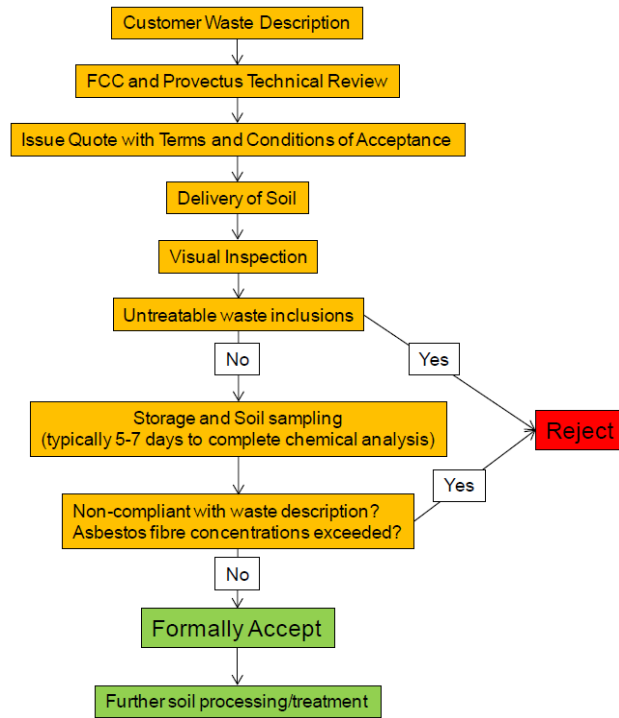 Customer Waste Description
FCC and Provectus Technical Review
Issue Quote with Terms and Conditions of Acceptance
Delivery of Soil
Visual Inspection
Untreatable waste inclusions
No
Yes
Storage and Soil sampling
(typically 5-7 days to complete chemical analysis)
Reject
Yes
Non-compliant with waste description?
Asbestos fibre concentrations exceeded?
No
Formally Accept
Further soil processing/treatment